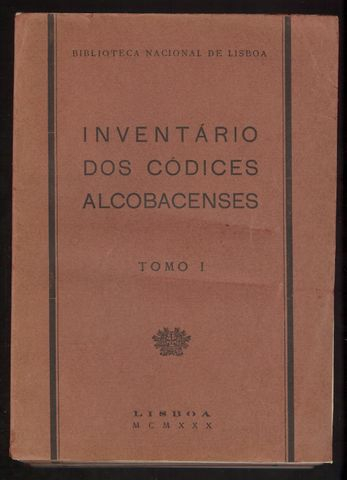 BIBLIOTECA NACIONAL DE LISBOA
INVENTÁRIO
DOS CÓDICES
ALCOBACENSES
TOMO I
LISBOA
MCMXXX